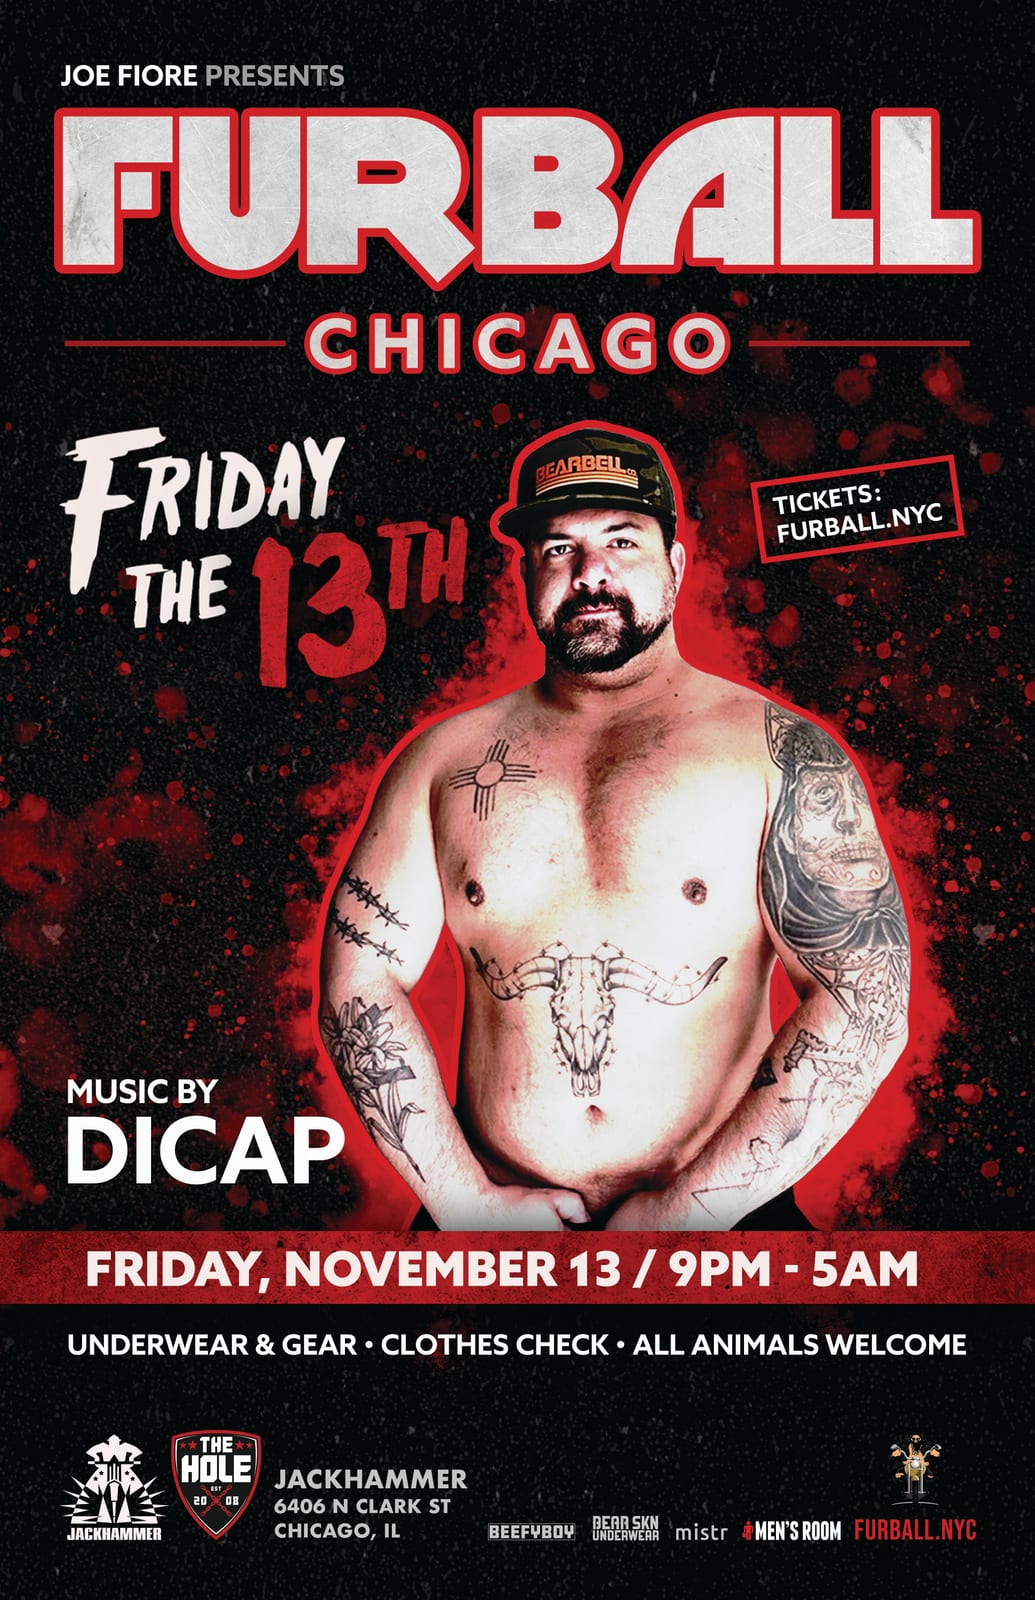 JOE FIORE PRESENTS
FURBALL
CHICAGO
FRIDAY
THE 13TH
BEARBELL CO
TICKETS:
FURBALL.NYC
MUSIC BY
DICAP
FRIDAY, NOVEMBER 13 / 9PM - 5AM
UNDERWEAR & GEAR • CLOTHES CHECK • ALL ANIMALS WELCOME
JACKHAMMER
THE
HOLE
EST
20 08
JACKHAMMER
6406 N CLARK ST
CHICAGO, IL
BEEFYBOY
BEAR SKN
UNDERWEAR
mistr
MEN'S ROOM
FURBALL.NYC